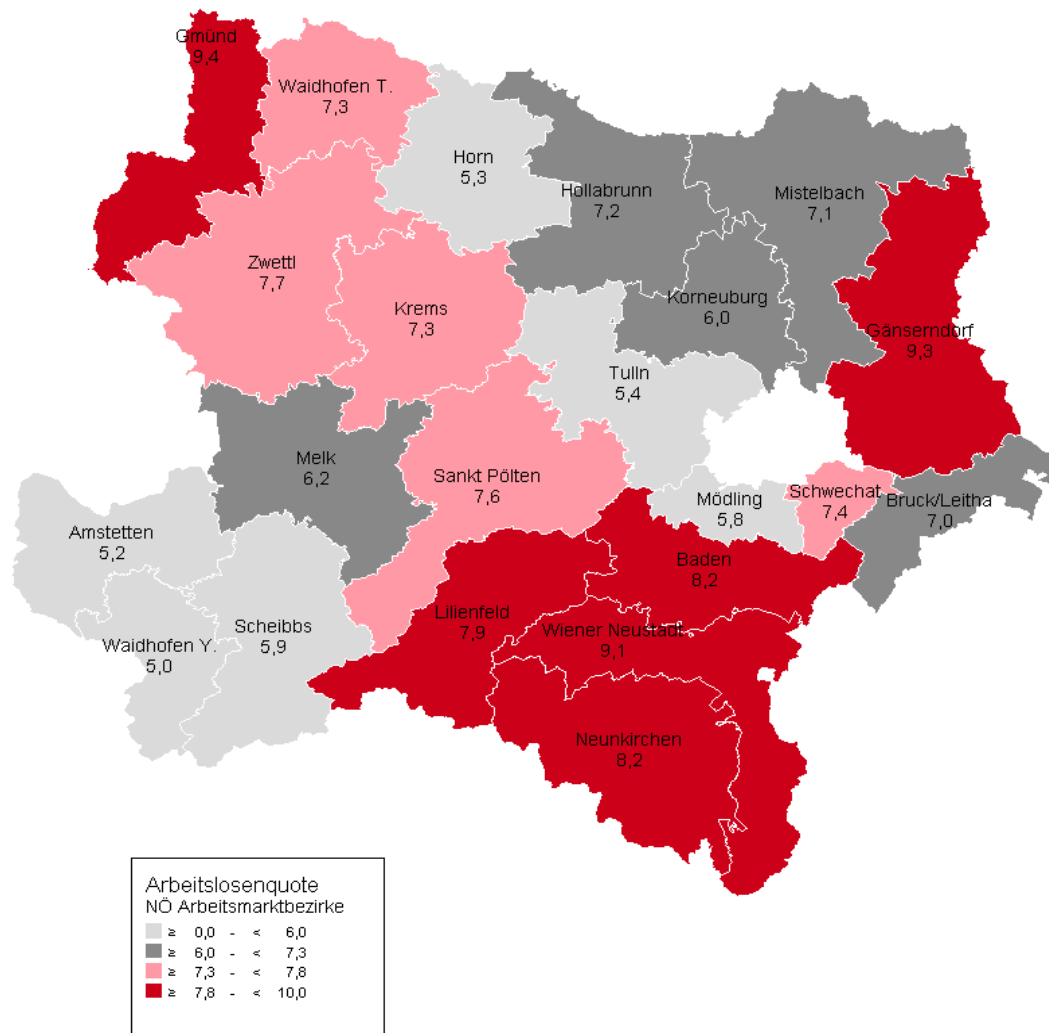 Gmünd
9,4
Waidhofen T.
7,3
Horn
5,3
Hollabrunn
7,2
Mistelbach
7,1
Zwettl
7,7
Krems
7,3
Korneuburg
6,0
Gänserndorf
9,3
Tulln
5,4
Melk
6,2
Sankt Pölten
7,6
Mödling
5,8
Schwechat
7,4
Bruck/Leitha
7,0
Amstetten
5,2
Baden
8,2
Waidhofen Y.
5,0
Scheibbs
5,9
Lilienfeld
7,9
Wiener Neustadt
9,1
Neunkirchen
8,2
Arbeitslosenquote
NÖ Arbeitsmarktbezirke
≥ 0,0 - < 6,0
≥ 6,0 - < 7,3
≥ 7,3 - < 7,8
≥ 7,8 - < 10,0